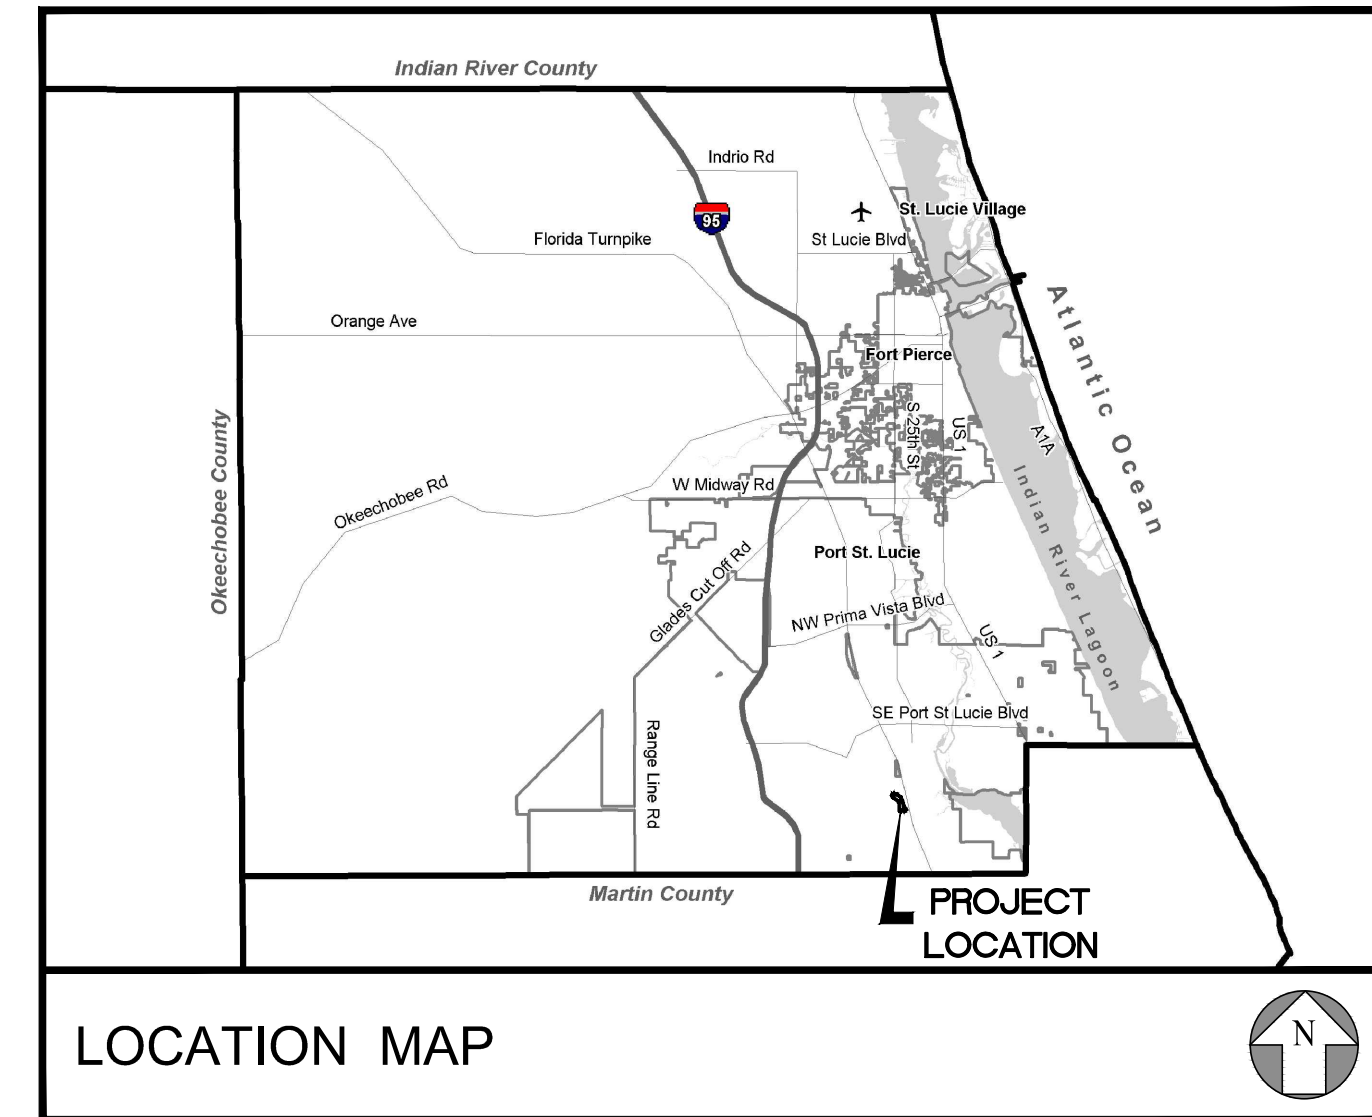 Indian River County
Indrio Rd
95
St. Lucie Village
Florida Turnpike
St Lucie Blvd
Atlantic Ocean
Orange Ave
Fort Pierce
S 25th St
US 1
A1A
Okeechobee County
Indian River Lagoon
W Midway Rd
Okeechobee Rd
Port St. Lucie
Glades Cut Off Rd
NW Prima Vista Blvd
US 1
SE Port St Lucie Blvd
Range Line Rd
Martin County
PROJECT
LOCATION
LOCATION MAP
N